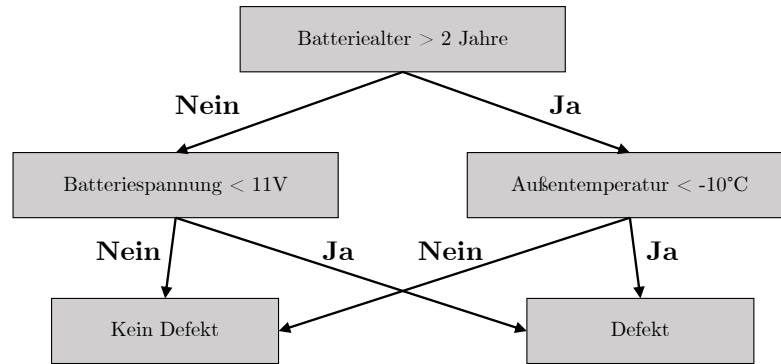 Batteriealter > 2 Jahre
Nein
Ja
Batteriespannung < 11V
Außentemperatur < -10°C
Nein
Ja
Nein
Ja
Kein Defekt
Defekt